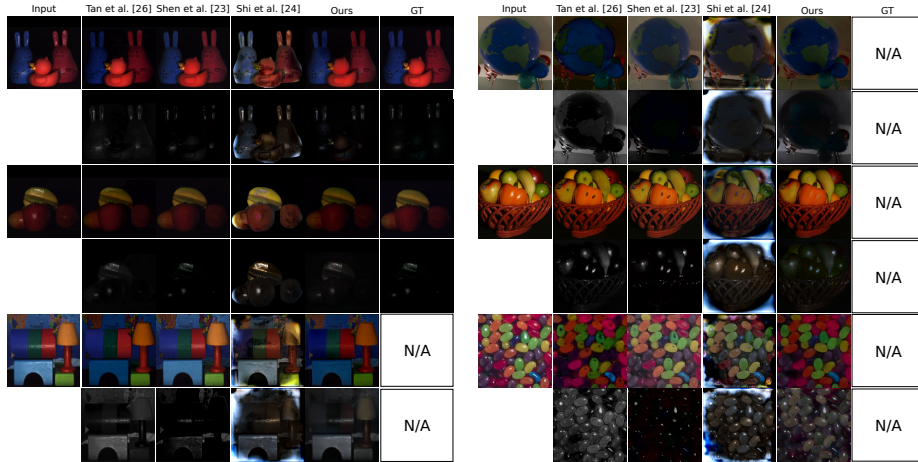 Input Tan et al. [26] Shen et al. [23] Shi et al. [24] Ours GT
Input Tan et al. [26] Shen et al. [23] Shi et al. [24] Ours GT
N/A
N/A
N/A
N/A
N/A
N/A
N/A
N/A